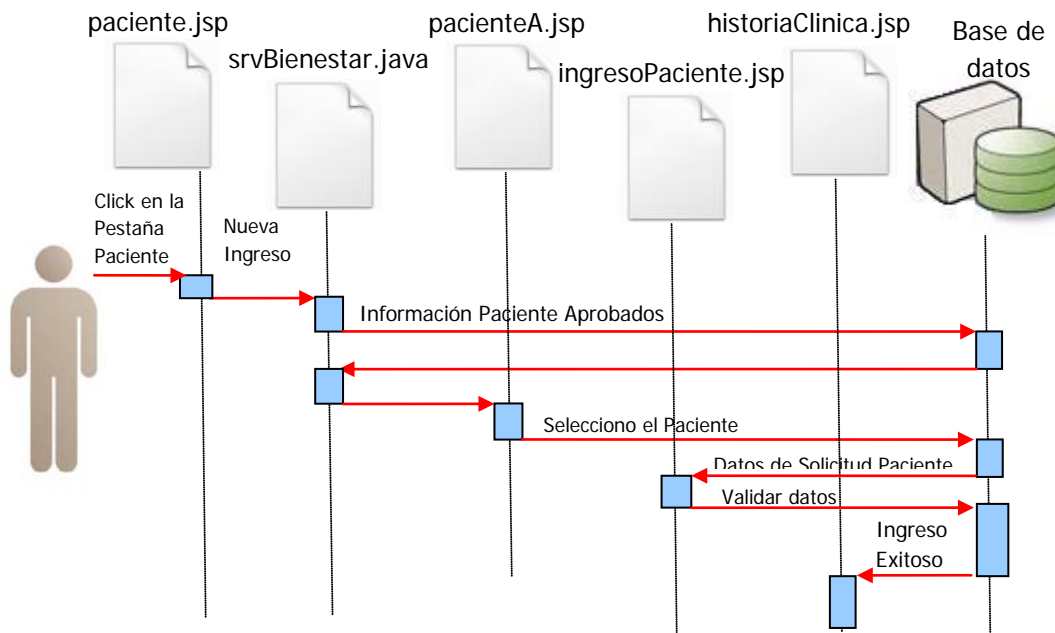 paciente.jsp
srvBienestar.java
pacienteA.jsp
ingresoPaciente.jsp
historiaClinica.jsp
Base de
datos
Click en la
Pestaña
Paciente
Nueva
Ingreso
Información Paciente Aprobados
Selecciono el Paciente
Datos de Solicitud Paciente
Validar datos
Ingreso
Exitoso